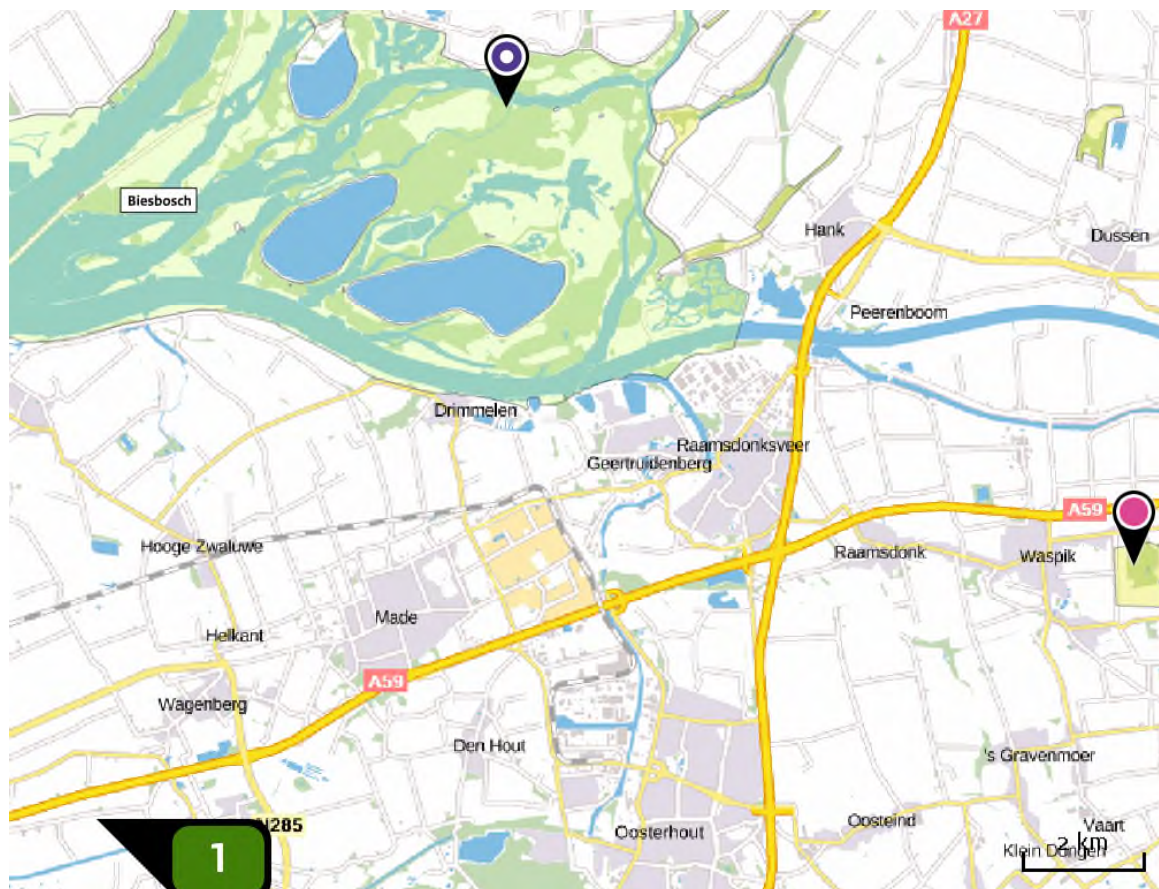 A27
Biesbosch
Hank
Dussen
Peerenboom
Drimmelen
Raamsdonksveer
Geertruidenberg
A59
Hooge Zwaluwe
Raamsdonk
Waspik
Made
Helkant
A59
Wagenberg
Den Hout
's Gravenmoer
N285
Oosterhout
Oosteind
Vaart
Klein Dongen
2 km
1